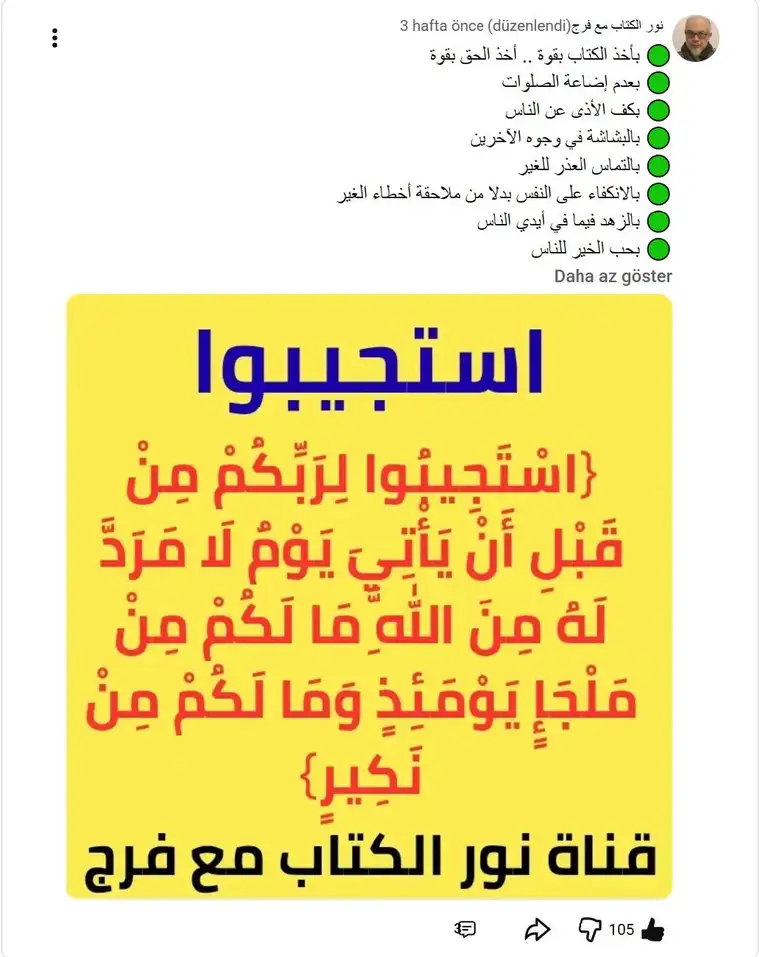 نور الكتاب مع فرج 3 hafta önce (düzenlendi)
بأخذ الكتاب بقوة .. أخذ الحق بقوة
بعدم إضاعة الصلوات
بكف الأذى عن الناس
بالبشاشة في وجوه الآخرين
بالتماس العذر للغير
بالانكفاء على النفس بدلا من ملاحقة أخطاء الغير
بالزهد فيما في أيدي الناس
بحب الخير للناس
Daha az göster
استجيبوا
{اسْتَجِيبُوا لِرَبِّكُمْ مِنْ
قَبْلِ أَنْ يَأْتِيَ يَوْمٌ لَا مَرَدَّ
لَهُ مِنَ اللَّهِ مَا لَكُمْ مِنْ
مَلْجَإٍ يَوْمَئِذٍ وَمَا لَكُمْ مِنْ
نَكِيرٍ}
قناة نور الكتاب مع فرج
105
3